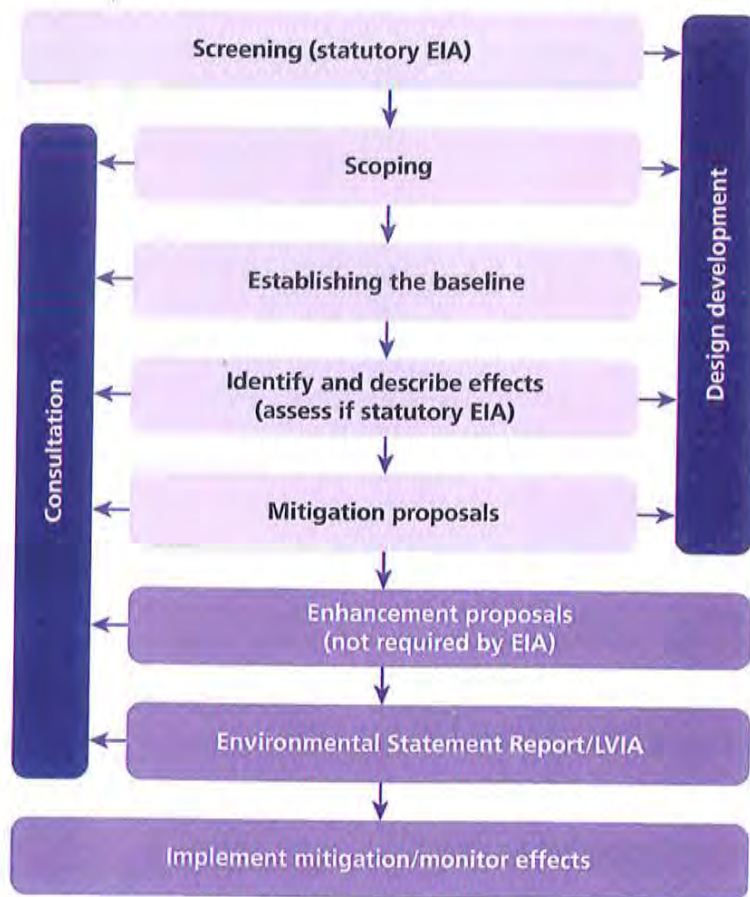 Screening (statutory EIA)
Scoping
Establishing the baseline
Identify and describe effects
(assess if statutory EIA)
Mitigation proposals
Enhancement proposals
(not required by EIA)
Environmental Statement Report/LVIA
Implement mitigation/monitor effects
Consultation
Design development